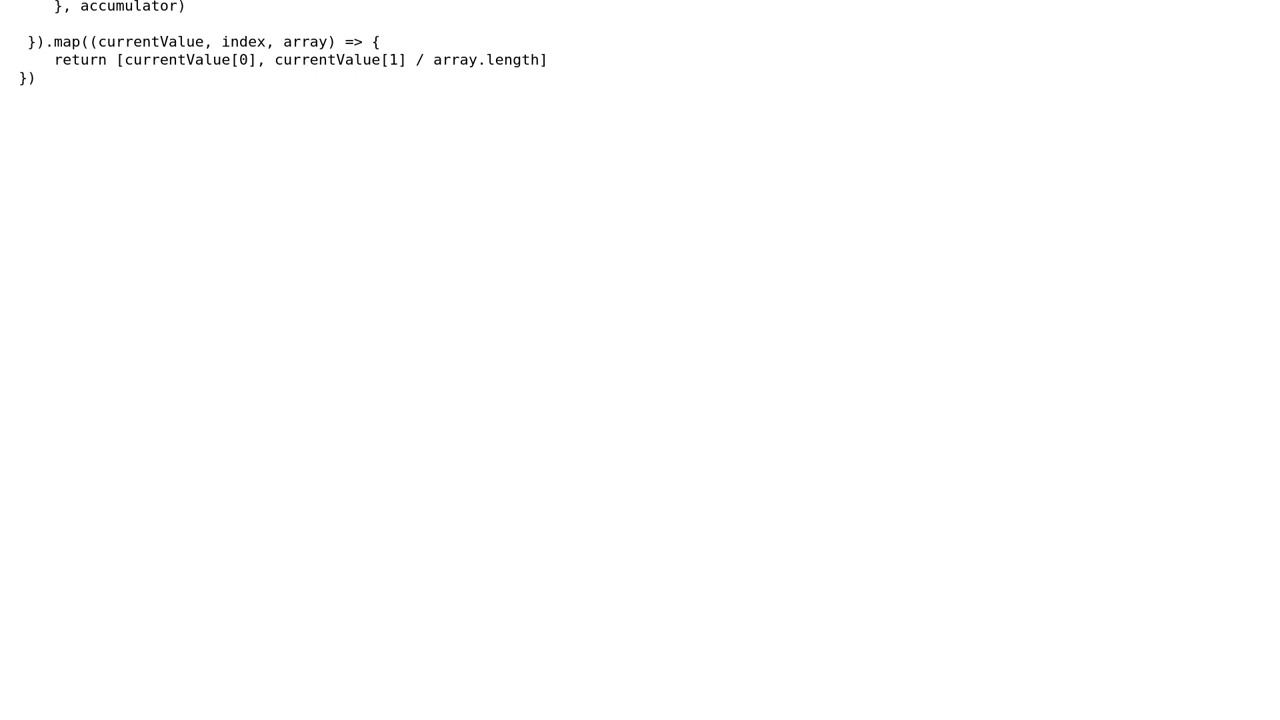 }, accumulator)

 }).map((currentValue, index, array) => {
    return [currentValue[0], currentValue[1] / array.length]
})